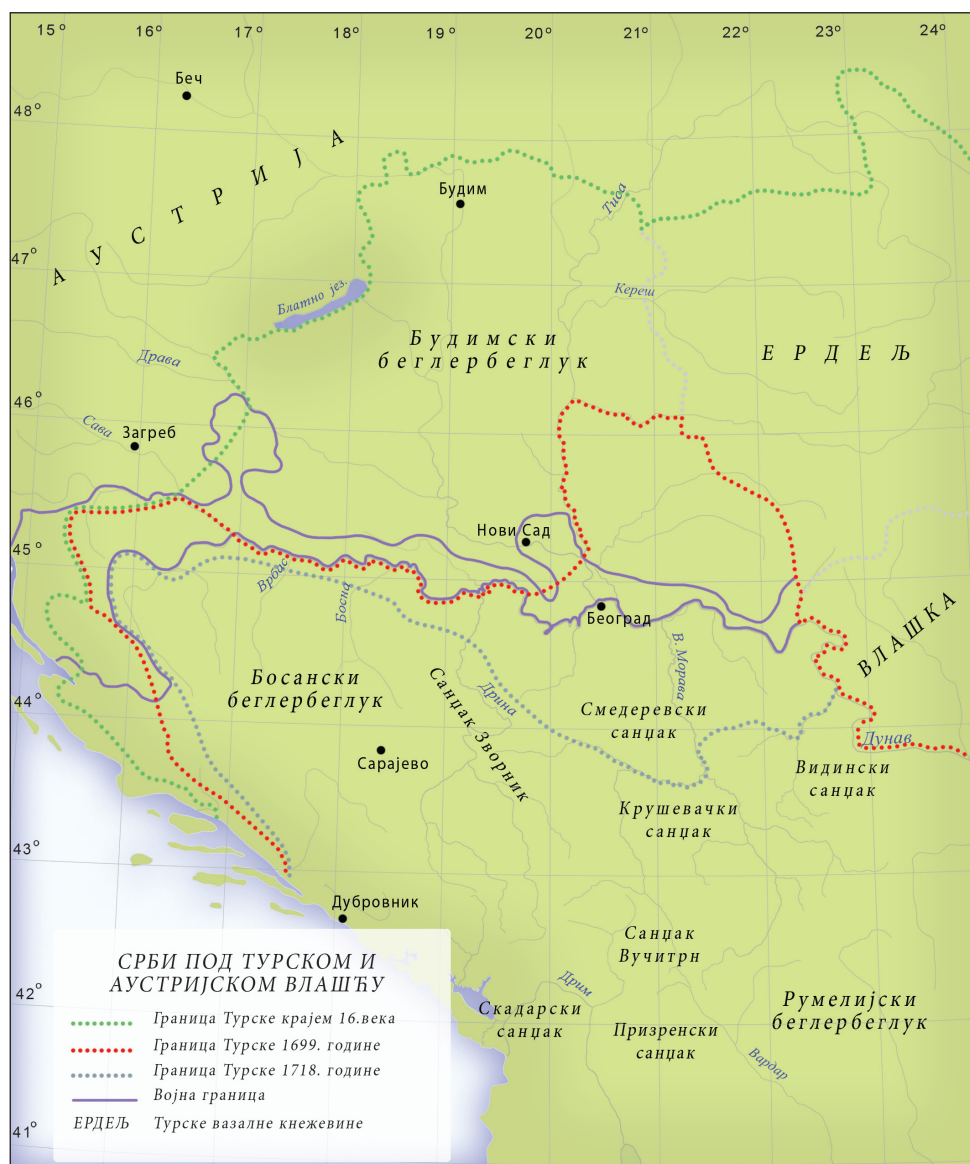 15°
16°
17°
18°
19°
20°
21°
22°
23°
24°
Беч
48°
АУСТРИЈА
Будим
Тиса
47°
Блатно јез.
Кереш
Будимски
беглербеглук
ЕРДЕЉ
Драва
46°
Сава
Загреб
Нови Сад
45°
Врбас
Босна
Београд
ВЛАШКА
В. Морава
Босански
беглербеглук
Санџак Зворник
Дрина
Смедеревски
санџак
44°
Дунав
Сарајево
Видински
санџак
Крушевачки
санџак
43°
Дубровник
Санџак
Вучитрн
42°
Дрим
Скадарски
санџак
Призренски
санџак
Румелијски
беглербеглук
Вардар
41°
СРБИ ПОД ТУРСКОМ И
АУСТРИЈСКОМ ВЛАШЋУ
Граница Турске крајем 16.века
Граница Турске 1699. године
Граница Турске 1718. године
Војна граница
ЕРДЕЉ Турске вазалне кнежевине